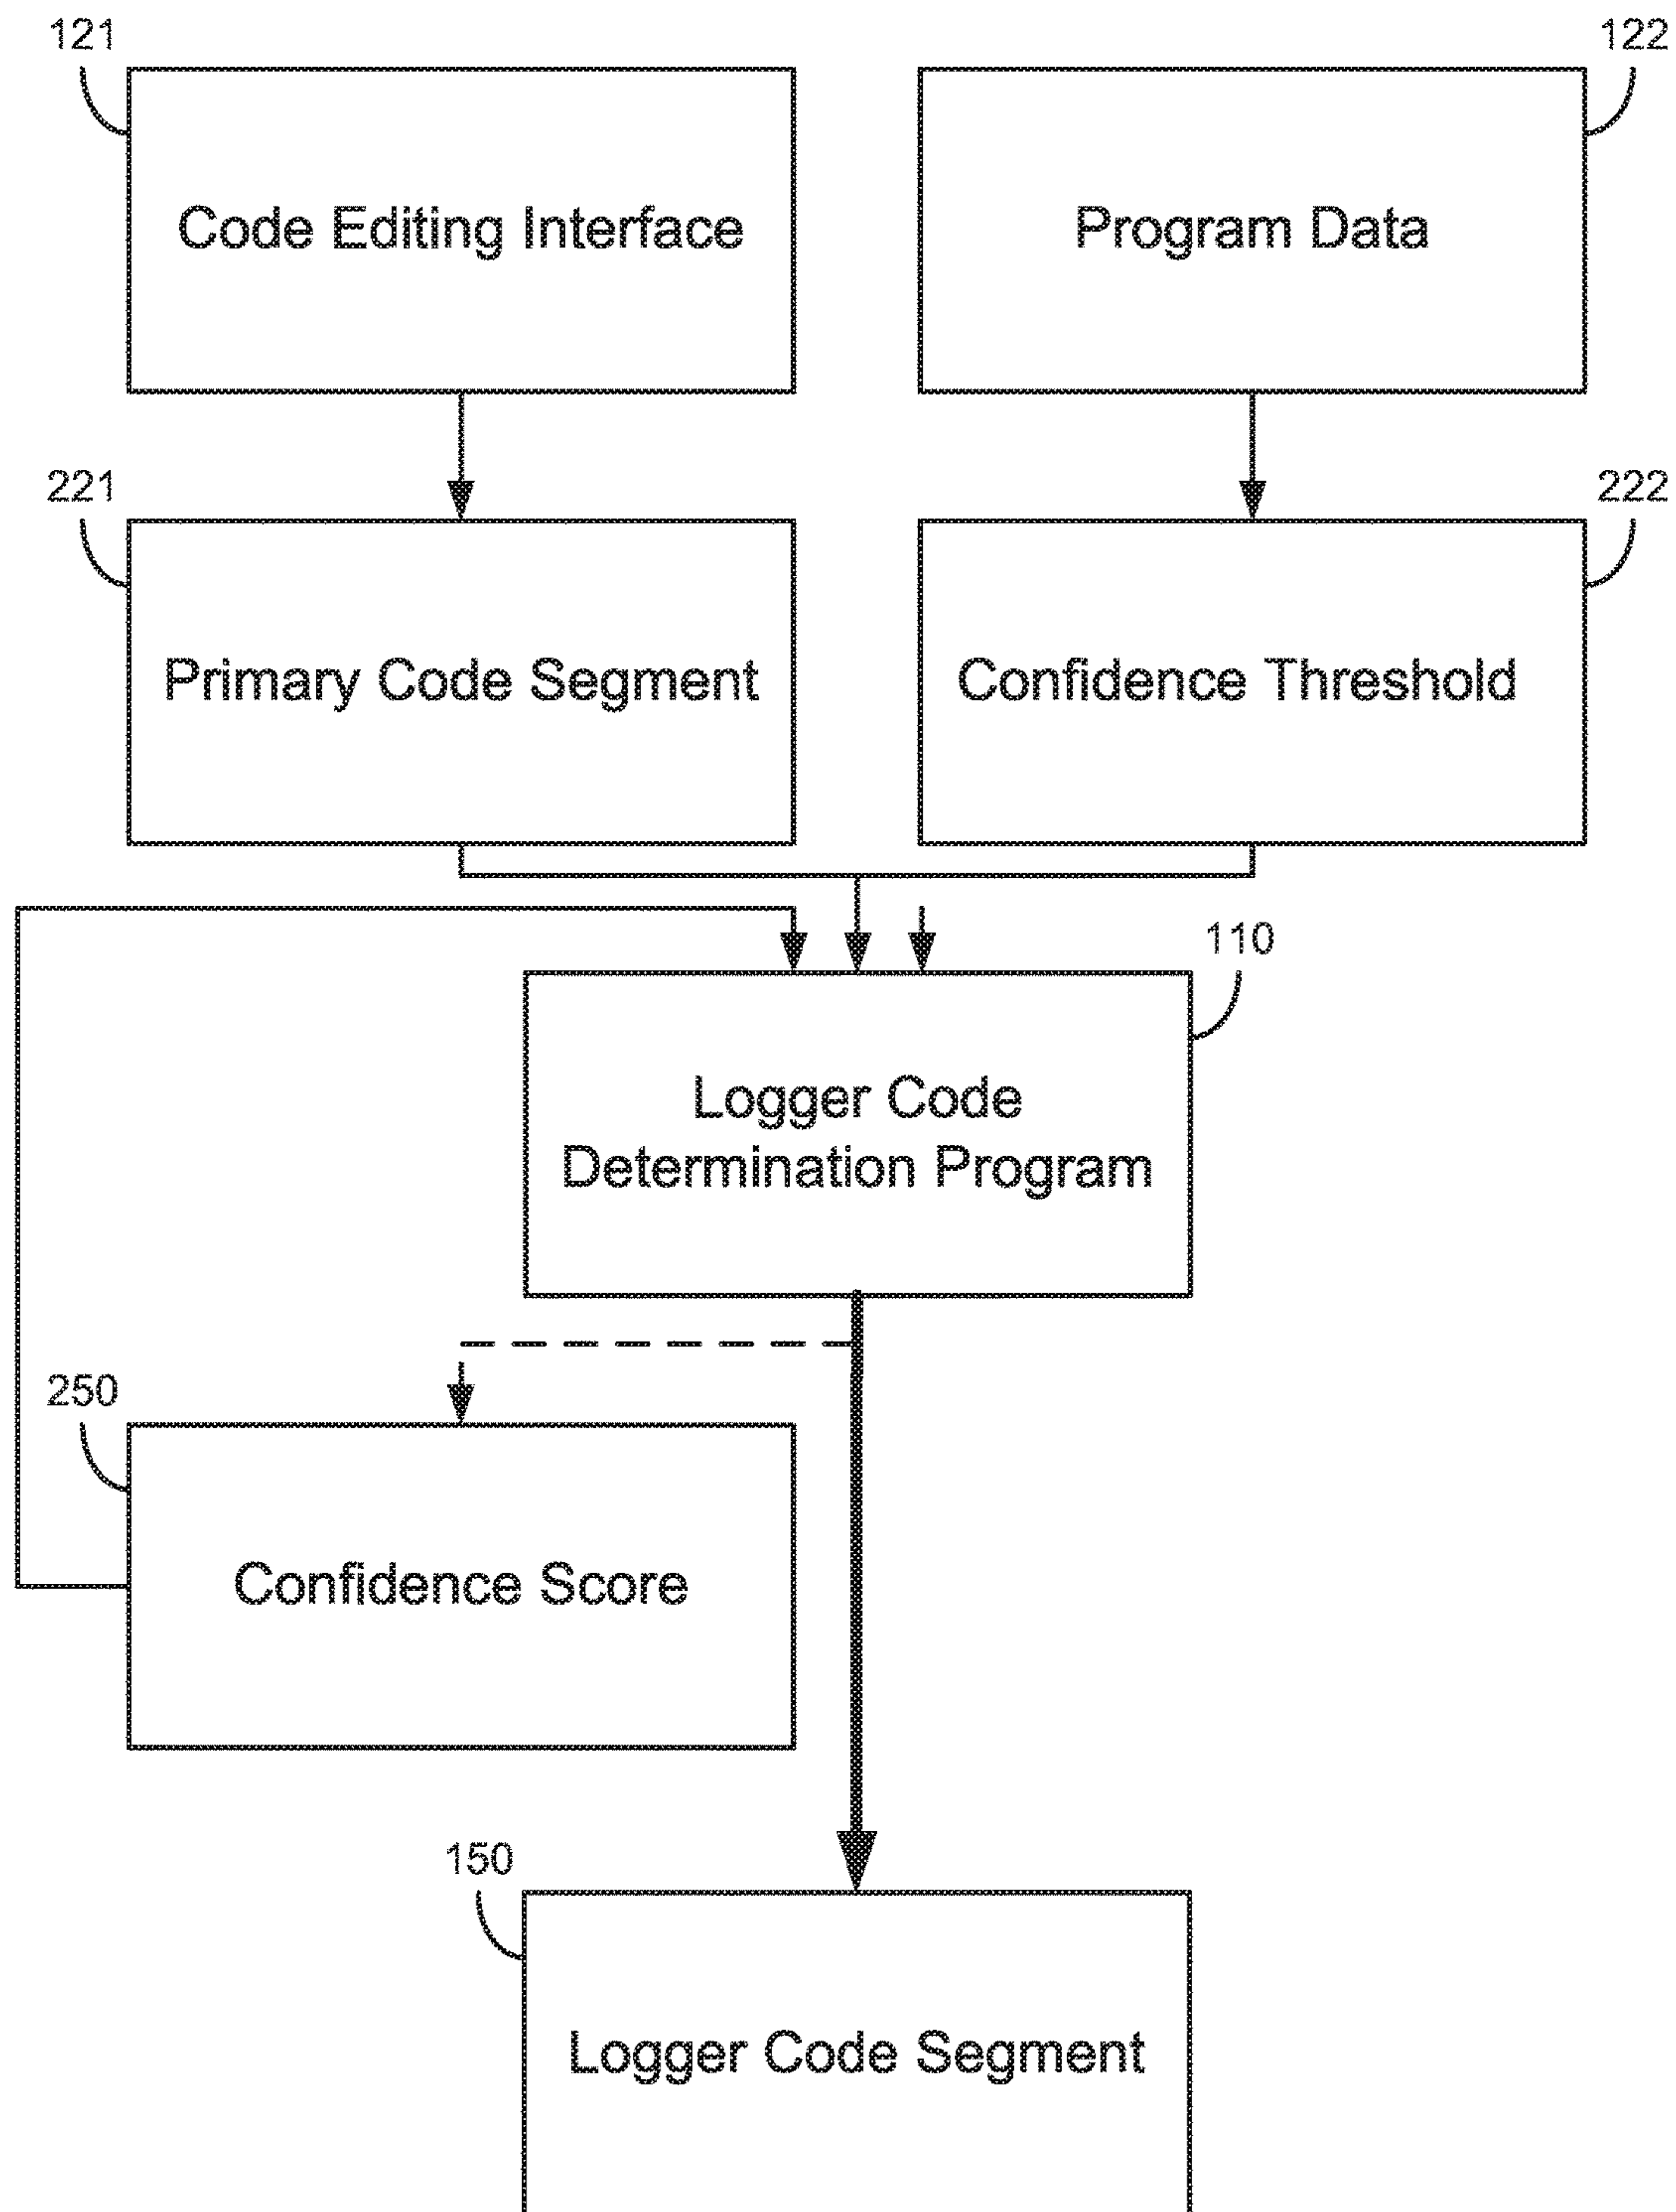 121
122
Code Editing Interface
Program Data
221
222
Primary Code Segment
Confidence Threshold
110
Logger Code
Determination Program
250
Confidence Score
150
Logger Code Segment